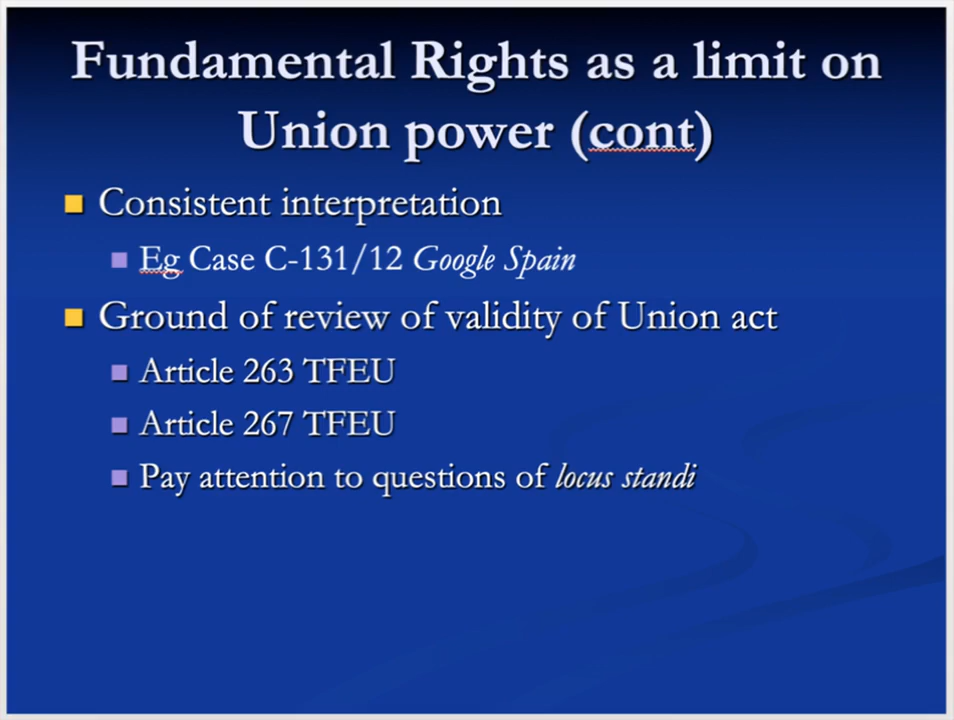 Fundamental Rights as a limit on
Union power (cont)
Consistent interpretation
Eg Case C-131/12 Google Spain
Ground of review of validity of Union act
Article 263 TFEU
Article 267 TFEU
Pay attention to questions of locus standi